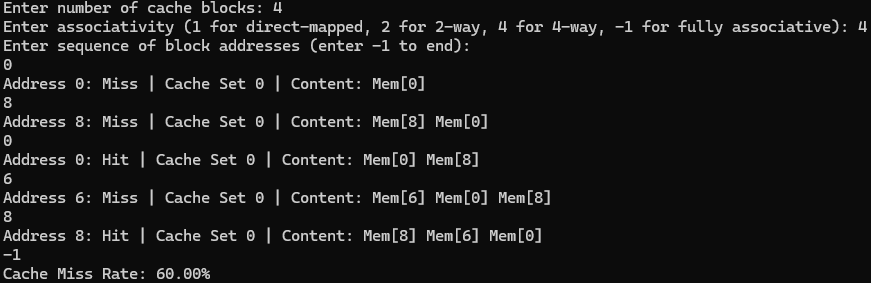 Enter number of cache blocks: 4
Enter associativity (1 for direct-mapped, 2 for 2-way, 4 for 4-way, -1 for fully associative): 4
Enter sequence of block addresses (enter -1 to end):
0
Address 0: Miss | Cache Set 0 | Content: Mem[0]
8
Address 8: Miss | Cache Set 0 | Content: Mem[8] Mem[0]
0
Address 0: Hit | Cache Set 0 | Content: Mem[0] Mem[8]
6
Address 6: Miss | Cache Set 0 | Content: Mem[6] Mem[0] Mem[8]
8
Address 8: Hit | Cache Set 0 | Content: Mem[8] Mem[6] Mem[0]
-1
Cache Miss Rate: 60.00%